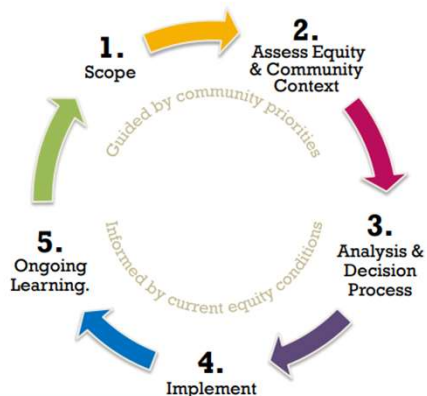 1.
Scope
2.
Assess Equity
& Community
Context
3.
Analysis &
Decision
Process
4.
Implement
5.
Ongoing
Learning.
Guided by community priorities
Informed by current equity conditions